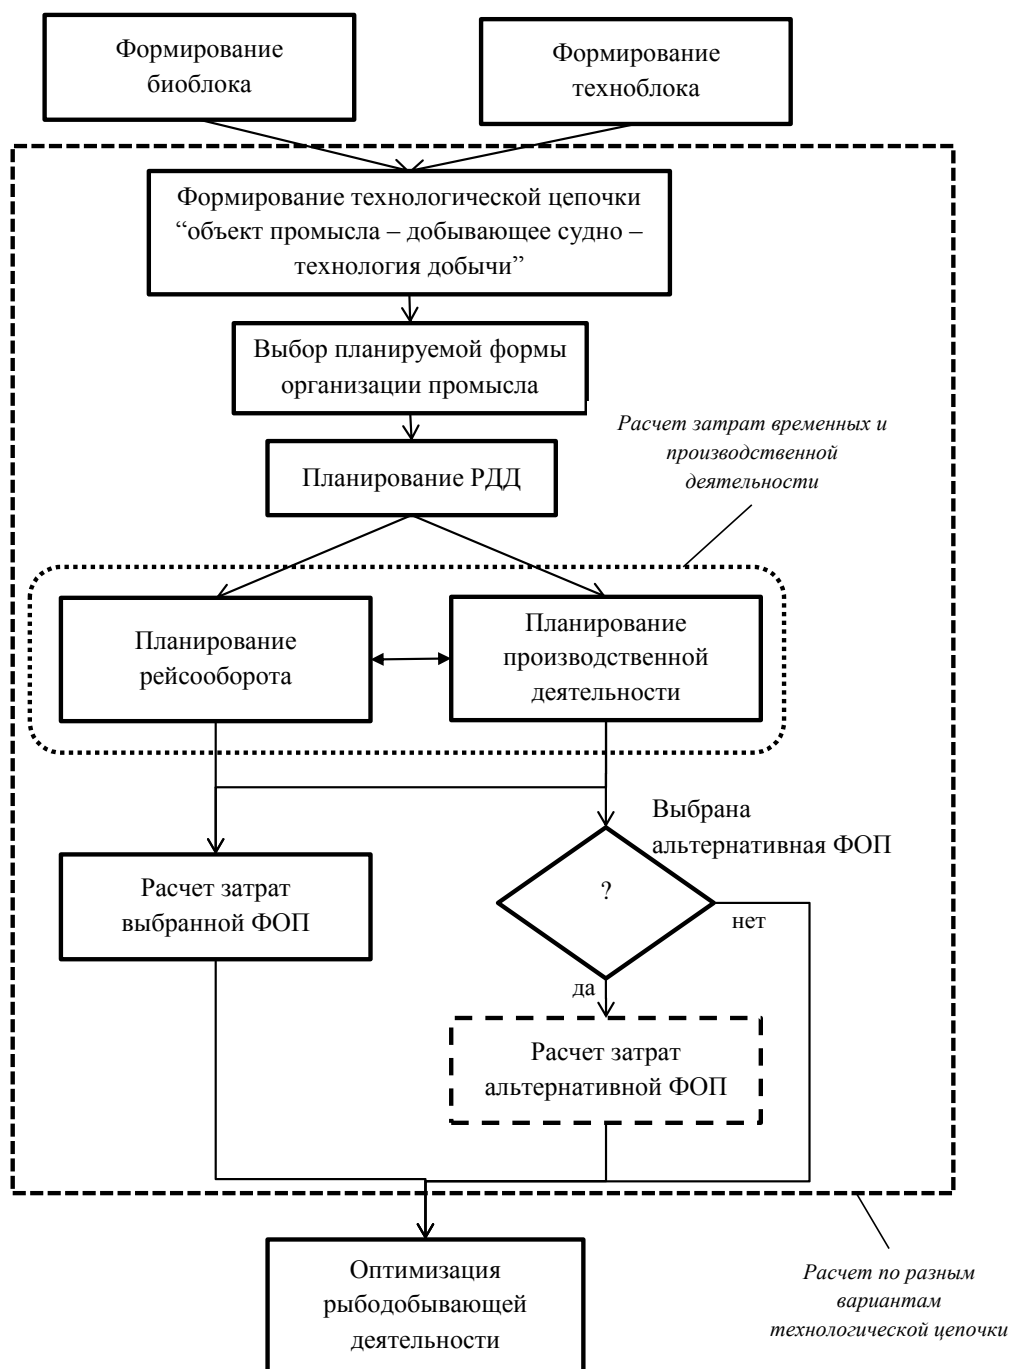 Формирование
биоблока
Формирование
техноблока
Формирование технологической цепочки
“объект промысла – добывающее судно –
технология добычи”
Выбор планируемой формы
организации промысла
Расчет затрат временных и
производственной
деятельности
Планирование РДД
Планирование
рейсооборота
Планирование
производственной
деятельности
Выбрана
альтернативная ФОП
Расчет затрат
выбранной ФОП
?
нет
да
Расчет затрат
альтернативной ФОП
Оптимизация
рыбодобывающей
деятельности
Расчет по разным
вариантам
технологической цепочки